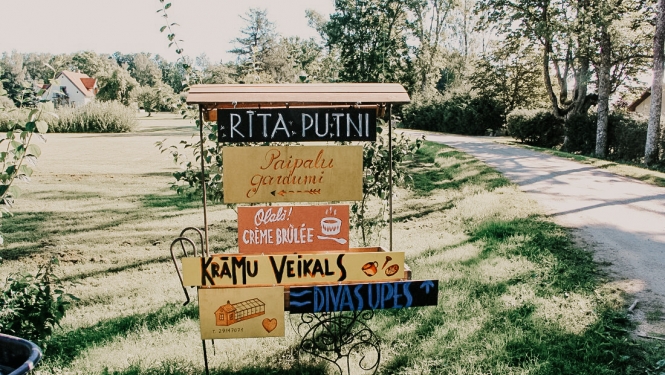 RĪTA PUTNI
Paipalu
gardumi
Olalā!
CRÈME BRÛLÉE
KRĀMU VEIKALS
DIVAS UPES